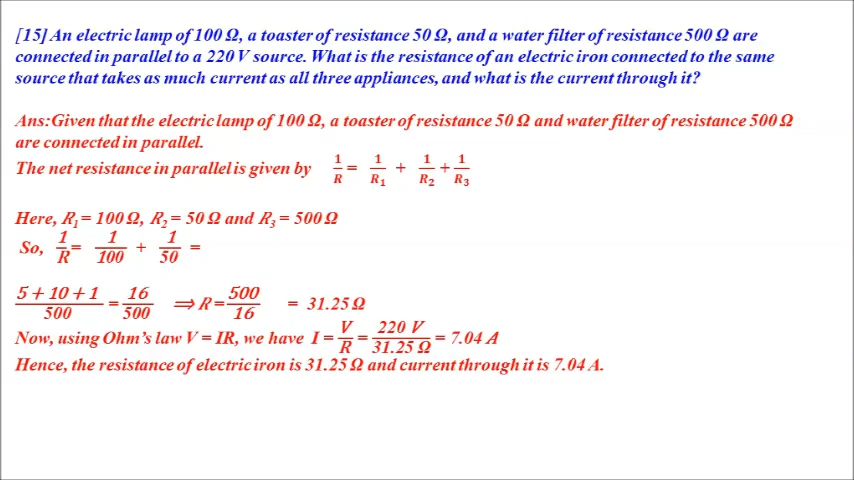 [15] An electric lamp of 100 Ω, a toaster of resistance 50 Ω, and a water filter of resistance 500 Ω are
connected in parallel to a 220 V source. What is the resistance of an electric iron connected to the same
source that takes as much current as all three appliances, and what is the current through it?
Ans:Given that the electric lamp of 100 Ω, a toaster of resistance 50 Ω and water filter of resistance 500 Ω
are connected in parallel.
The net resistance in parallel is given by 1/R = 1/R₁ + 1/R₂ + 1/R₃
Here, R₁ = 100 Ω, R₂ = 50 Ω and R₃ = 500 Ω
So, 1/R = 1/100 + 1/50 =
5 + 10 + 1/500 = 16/500 ⟹ R = 500/16 = 31.25 Ω
Now, using Ohm's law V = IR, we have I = V/R = 220 V/31.25 Ω = 7.04 A
Hence, the resistance of electric iron is 31.25 Ω and current through it is 7.04 A.